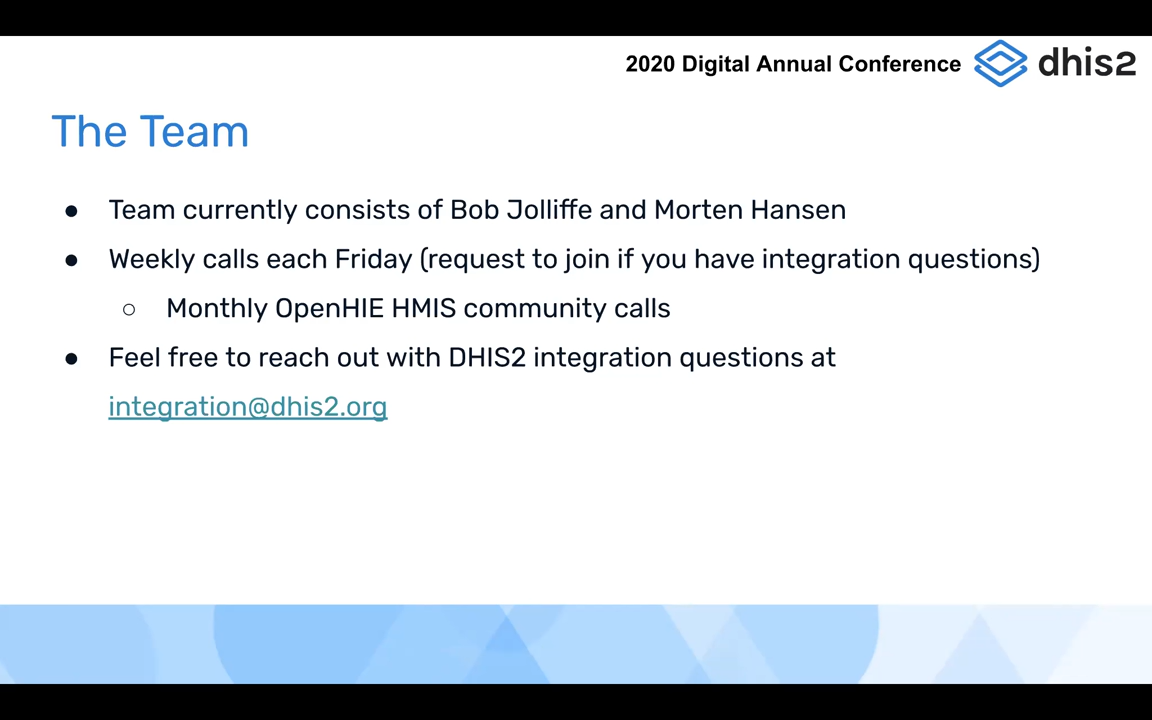 2020 Digital Annual Conference dhis2
The Team
● Team currently consists of Bob Jolliffe and Morten Hansen
● Weekly calls each Friday (request to join if you have integration questions)
○ Monthly OpenHIE HMIS community calls
● Feel free to reach out with DHIS2 integration questions at
integration@dhis2.org